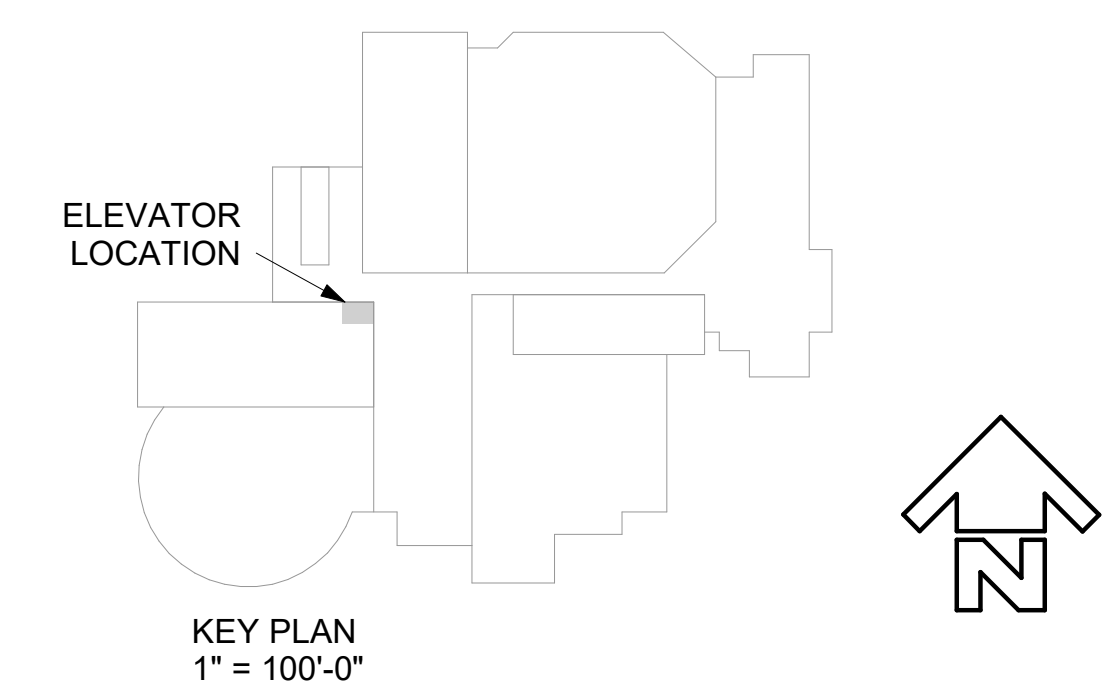 ELEVATOR
LOCATION
N
KEY PLAN
1" = 100'-0"